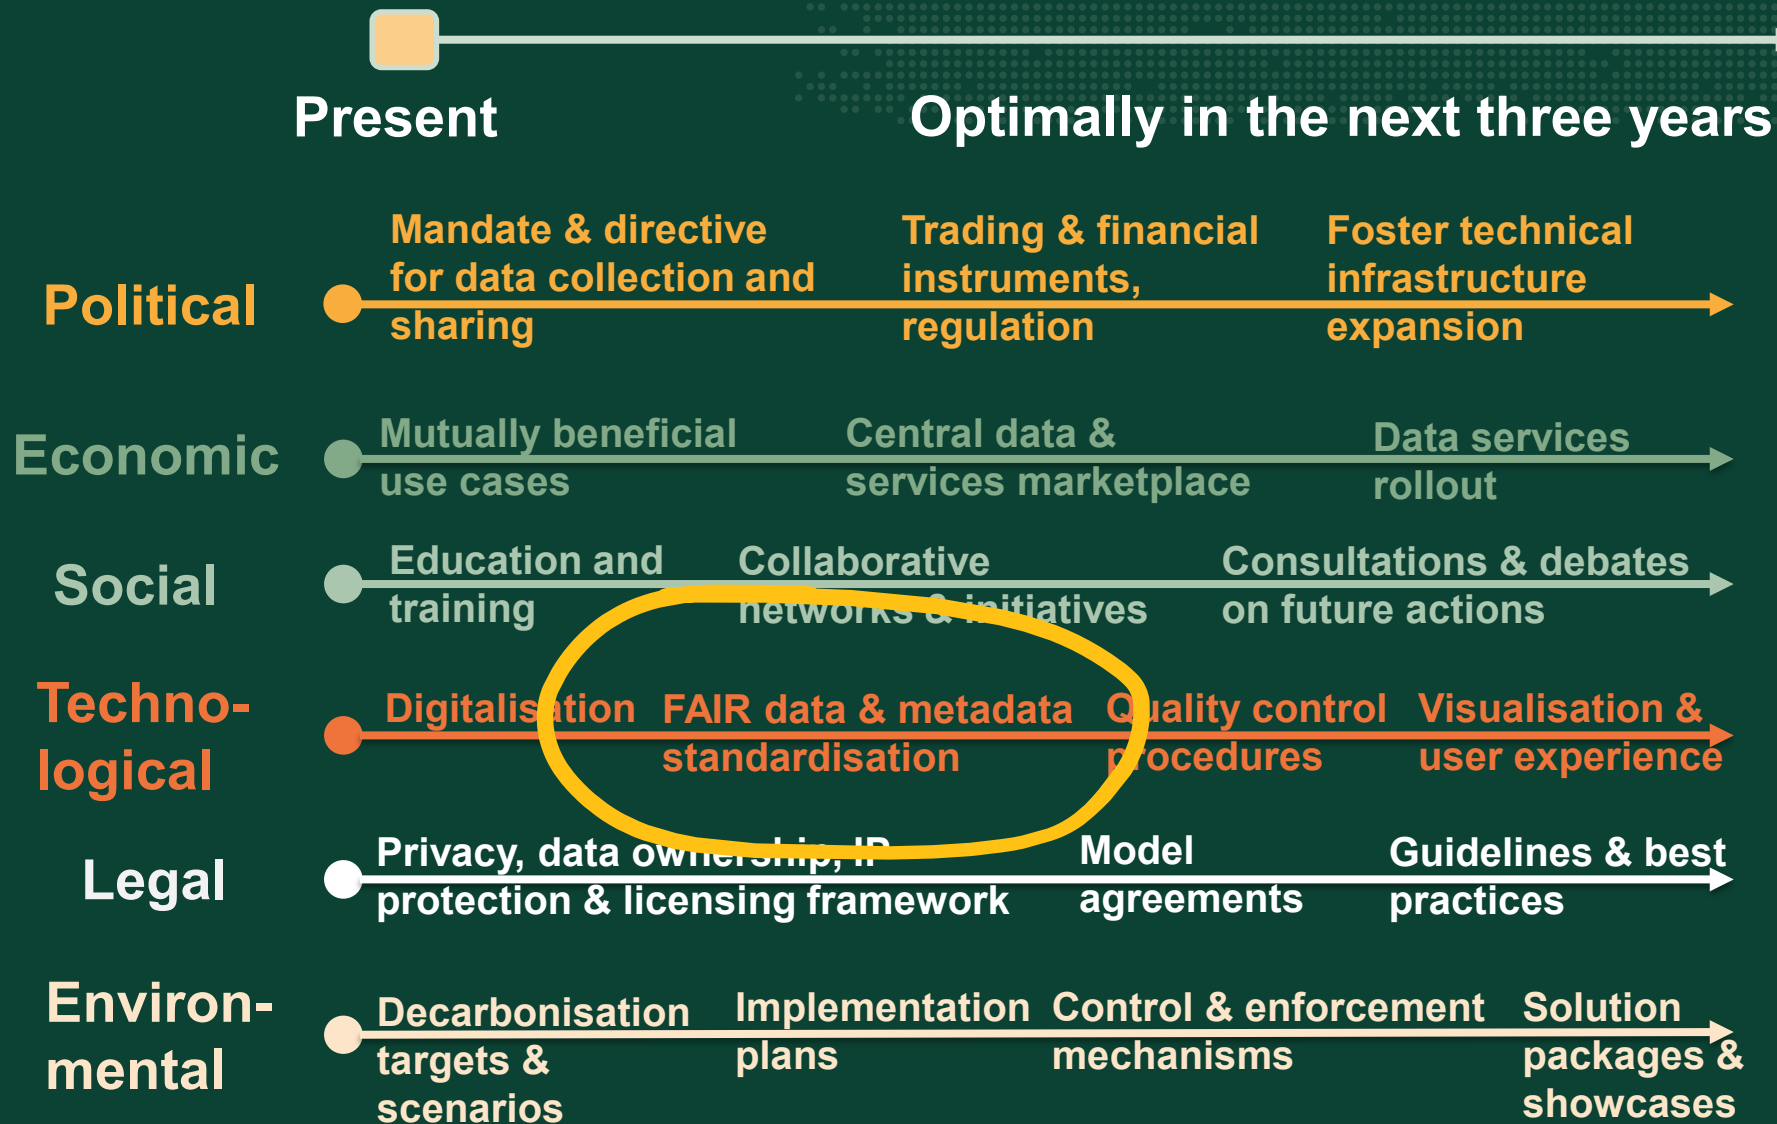 Present
Optimally in the next three years
Political
Mandate & directive
for data collection and
sharing
Trading & financial
instruments,
regulation
Foster technical
infrastructure
expansion
Economic
Mutually beneficial
use cases
Central data &
services marketplace
Data services
rollout
Social
Education and
training
Collaborative
networks & initiatives
Consultations & debates
on future actions
Techno-
logical
Digitalisation
FAIR data & metadata
standardisation
Quality control
procedures
Visualisation &
user experience
Legal
Privacy, data ownership, IP
protection & licensing framework
Model
agreements
Guidelines & best
practices
Environ-
mental
Decarbonisation
targets &
scenarios
Implementation
plans
Control & enforcement
mechanisms
Solution
packages &
showcases